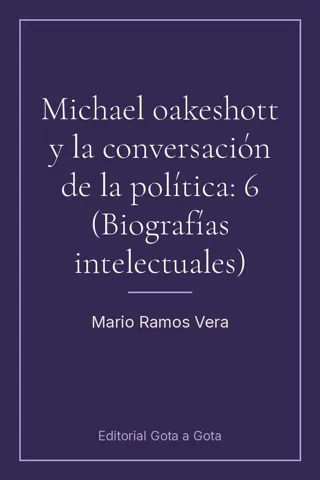 Michael oakeshott
y la conversación
de la política: 6
(Biografías
intelectuales)
Mario Ramos Vera
Editorial Gota a Gota